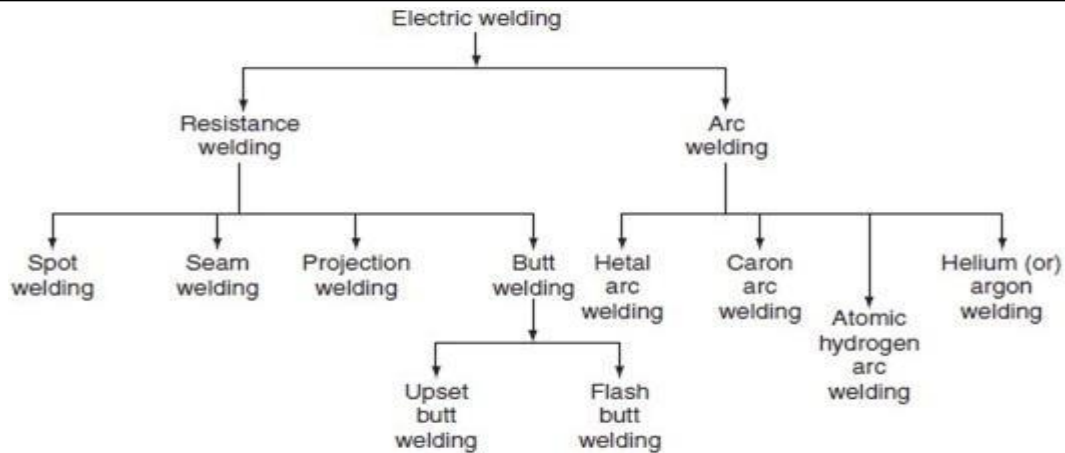 Electric welding
Resistance
welding
Arc
welding
Spot
welding
Seam
welding
Projection
welding
Butt
welding
Hetal
arc
welding
Caron
arc
welding
Atomic
hydrogen
arc
welding
Helium (or)
argon
welding
Upset
butt
welding
Flash
butt
welding